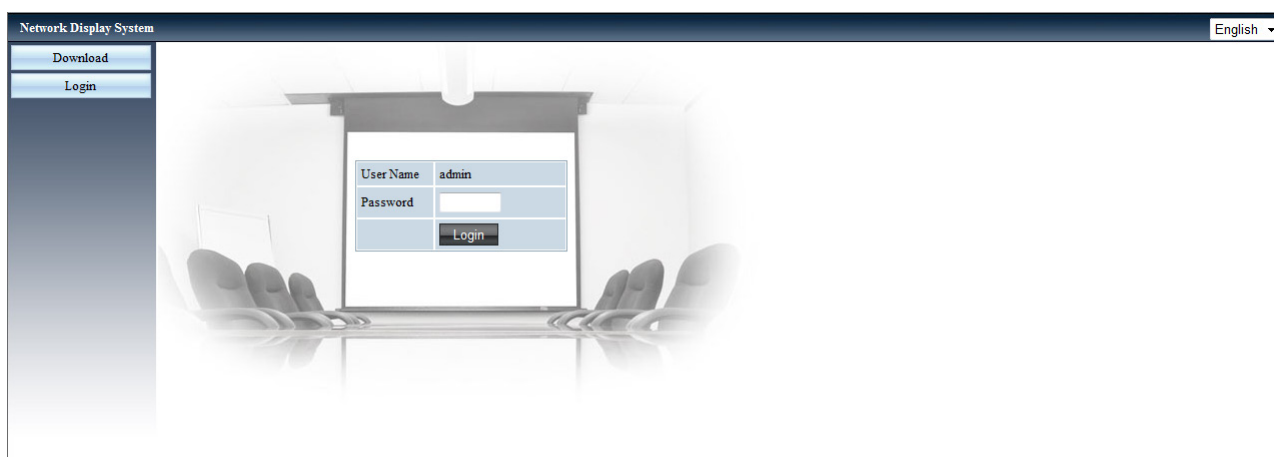 Network Display System
English
Download
Login
User Name admin
Password
Login